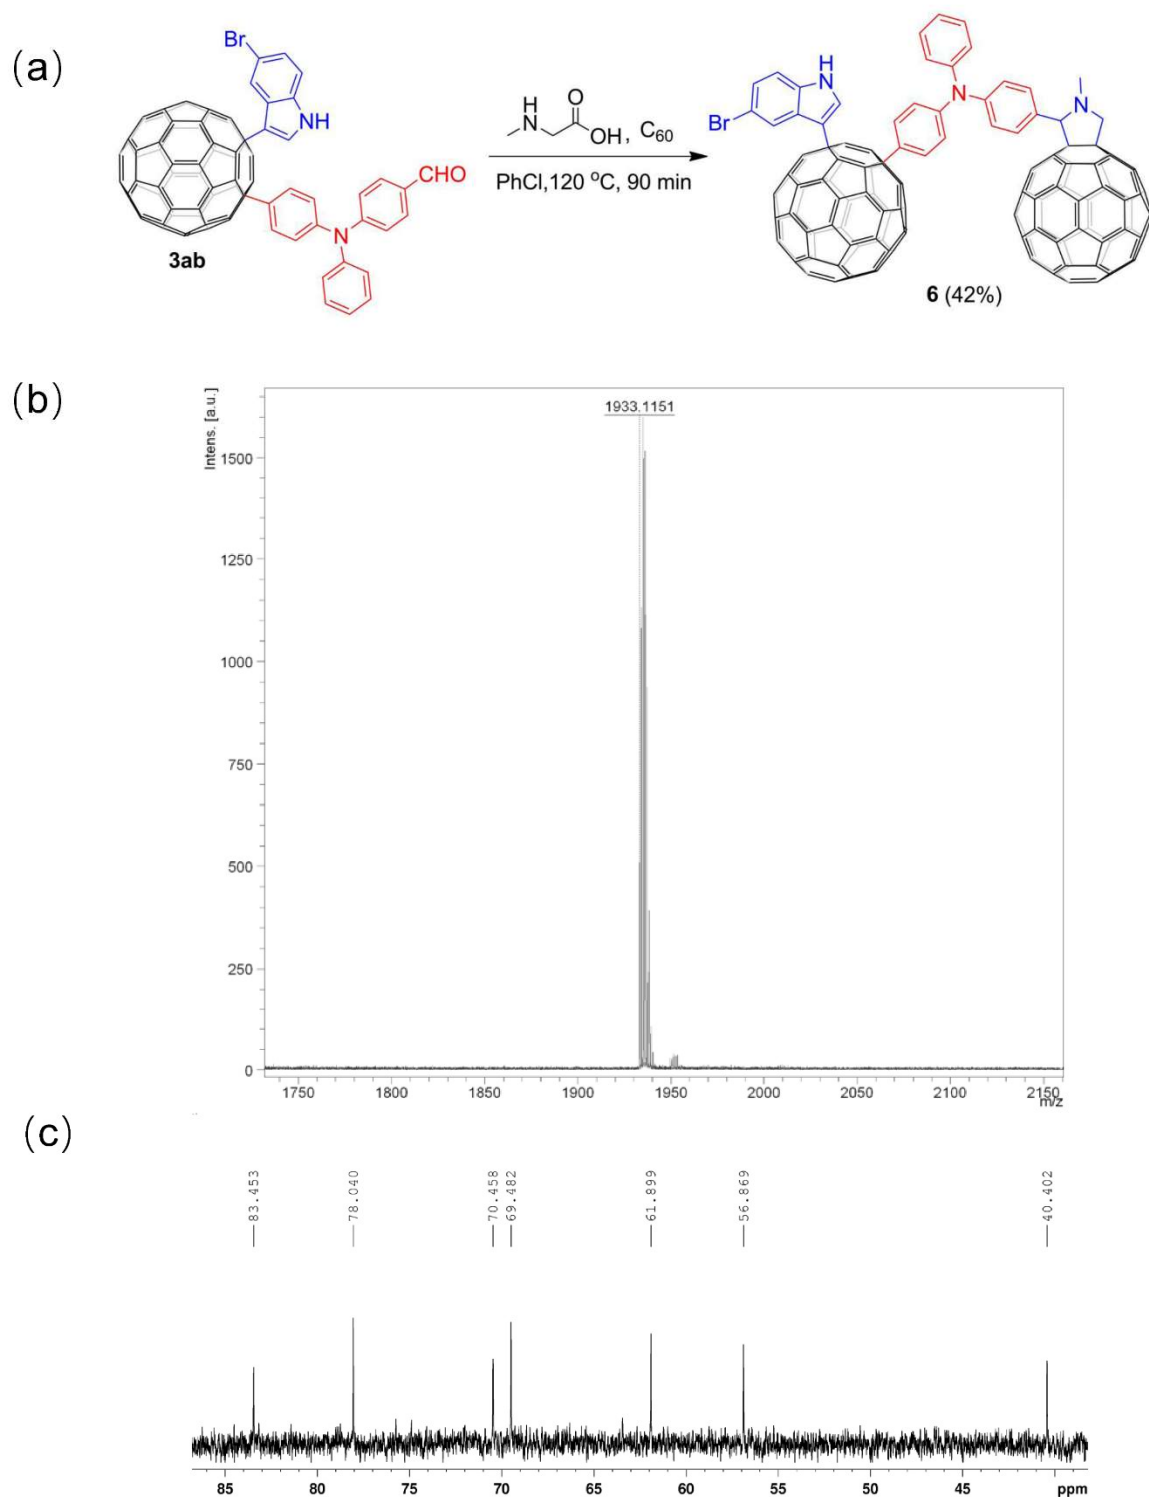 (a)
Br
NH
CHO
N
3ab
H
N
O
OH, C60
PhCl,120 °C, 90 min
H
N
Br
N
N
6 (42%)
(b)
Intens. [a.u.]
1933.1151
1500
1250
1000
750
500
250
0
1750 1800 1850 1900 1950 2000 2050 2100 2150
m/z
(c)
83.453
78.040
70.458
69.482
61.899
56.869
40.402
85 80 75 70 65 60 55 50 45 ppm